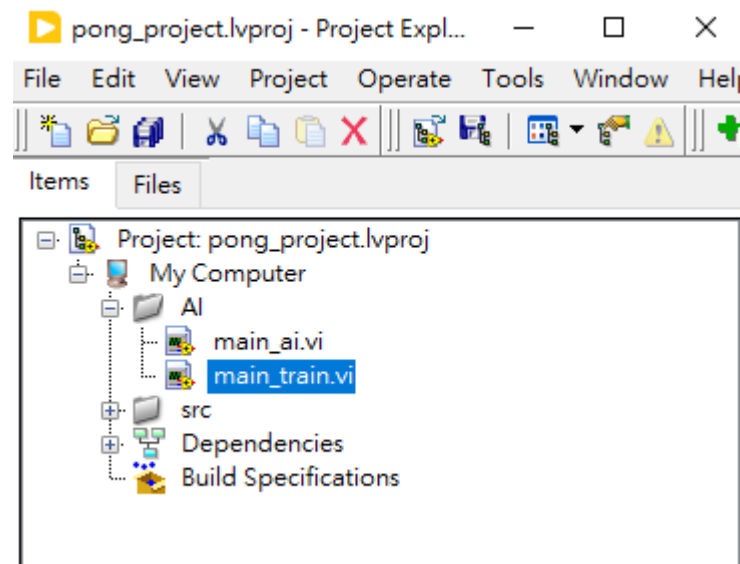 pong_project.lvproj - Project Expl...
File Edit View Project Operate Tools Window Help
Items Files
Project: pong_project.lvproj
My Computer
AI
main_ai.vi
main_train.vi
src
Dependencies
Build Specifications